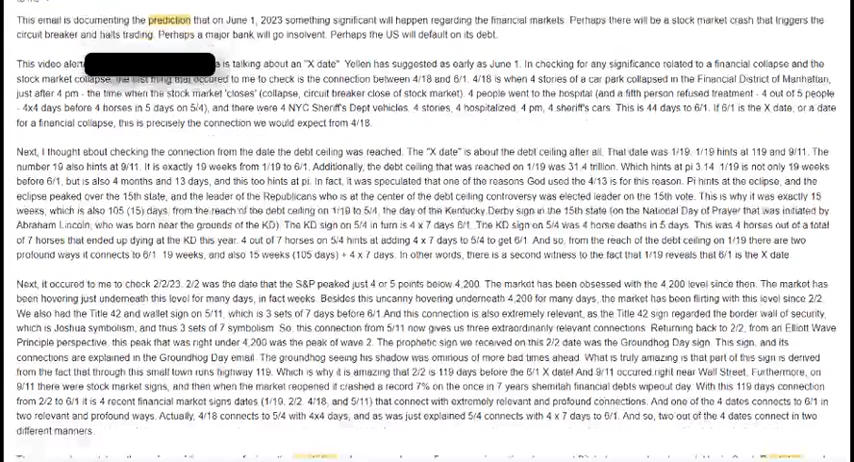 This email is documenting the prediction that on June 1, 2023 something significant will happen regarding the financial markets. Perhaps there will be a stock market crash that triggers the
circuit breaker and halts trading. Perhaps a major bank will go insolvent. Perhaps the US will default on its debt.
This video alert is talking about an "X date" Yellen has suggested as early as June 1. In checking for any significance related to a financial collapse and the
stock market collapse, the first thing that occured to me to check is the connection between 4/18 and 6/1. 4/18 is when 4 stories of a car park collapsed in the Financial District of Manhattan,
just after 4 pm - the time when the stock market 'closes' (collapse, circuit breaker close of stock market). 4 people went to the hospital (and a fifth person refused treatment - 4 out of 5 people
- 4x4 days before 4 horses in 5 days on 5/4), and there were 4 NYC Sheriff's Dept vehicles. 4 stories, 4 hospitalized, 4 pm, 4 sheriff's cars. This is 44 days to 6/1. If 6/1 is the X date, or a date
for a financial collapse, this is precisely the connection we would expect from 4/18.
Next, I thought about checking the connection from the date the debt ceiling was reached. The "X date" is about the debt ceiling after all. That date was 1/19. 1/19 hints at 119 and 9/11. The
number 19 also hints at 9/11. It is exactly 19 weeks from 1/19 to 6/1. Additionally, the debt ceiling that was reached on 1/19 was 31.4 trillion. Which hints at pi 3.14 1/19 is not only 19 weeks
before 6/1, but is also 4 months and 13 days, and this too hints at pi. In fact, it was speculated that one of the reasons God used the 4/13 is for this reason. Pi hints at the eclipse, and the
eclipse peaked over the 15th state, and the leader of the Republicans who is at the center of the debt ceiling controversy was elected leader on the 15th vote. This is why it was exactly 15
weeks, which is also 105 (15) days, from the reach of the debt ceiling on 1/19 to 5/4, the day of the Kentucky Derby sign in the 15th state (on the National Day of Prayer that was initiated by
Abraham Lincoln, who was born near the grounds of the KD). The KD sign on 5/4 in turn is 4 x 7 days 6/1. The KD sign on 5/4 was 4 horse deaths in 5 days. This was 4 horses out of a total
of 7 horses that ended up dying at the KD this year. 4 out of 7 horses on 5/4 hints at adding 4 x 7 days to 5/4 to get 6/1. And so, from the reach of the debt ceiling on 1/19 there are two
profound ways it connects to 6/1 19 weeks, and also 15 weeks (105 days) + 4 x 7 days. In other words, there is a second witness to the fact that 1/19 reveals that 6/1 is the X date
Next, it occured to me to check 2/2/23. 2/2 was the date that the S&P peaked just 4 or 5 points below 4,200. The market has been obsessed with the 4,200 level since then. The market has
been hovering just underneath this level for many days, in fact weeks. Besides this uncanny hovering underneath 4,200 for many days, the market has been flirting with this level since 2/2.
We also had the Title 42 and wallet sign on 5/11, which is 3 sets of 7 days before 6/1.And this connection is also extremely relevant, as the Title 42 sign regarded the border wall of security,
which is Joshua symbolism, and thus 3 sets of 7 symbolism So, this connection from 5/11 now gives us three extraordinarily relevant connections. Returning back to 2/2, from an Elliott Wave
Principle perspective, this peak that was right under 4,200 was the peak of wave 2. The prophetic sign we received on this 2/2 date was the Groundhog Day sign. This sign, and its
connections are explained in the Groundhog Day email. The groundhog seeing his shadow was ominous of more bad times ahead. What is truly amazing is that part of this sign is derived
from the fact that through this small town runs highway 119. Which is why it is amazing that 2/2 is 119 days before the 6/1 X date! And 9/11 occured right near Wall Street. Furthermore, on
9/11 there were stock market signs, and then when the market reopened it crashed a record 7% on the once in 7 years shemitah financial debts wipeout day. With this 119 days connection
from 2/2 to 6/1 it is 4 recent financial market signs dates (1/19, 2/2, 4/18, and 5/11) that connect with extremely relevant and profound connections. And one of the 4 dates connects to 6/1 in
two relevant and profound ways. Actually, 4/18 connects to 5/4 with 4x4 days, and as was just explained 5/4 connects with 4 x 7 days to 6/1. And so, two out of the 4 dates connect in two
different manners.